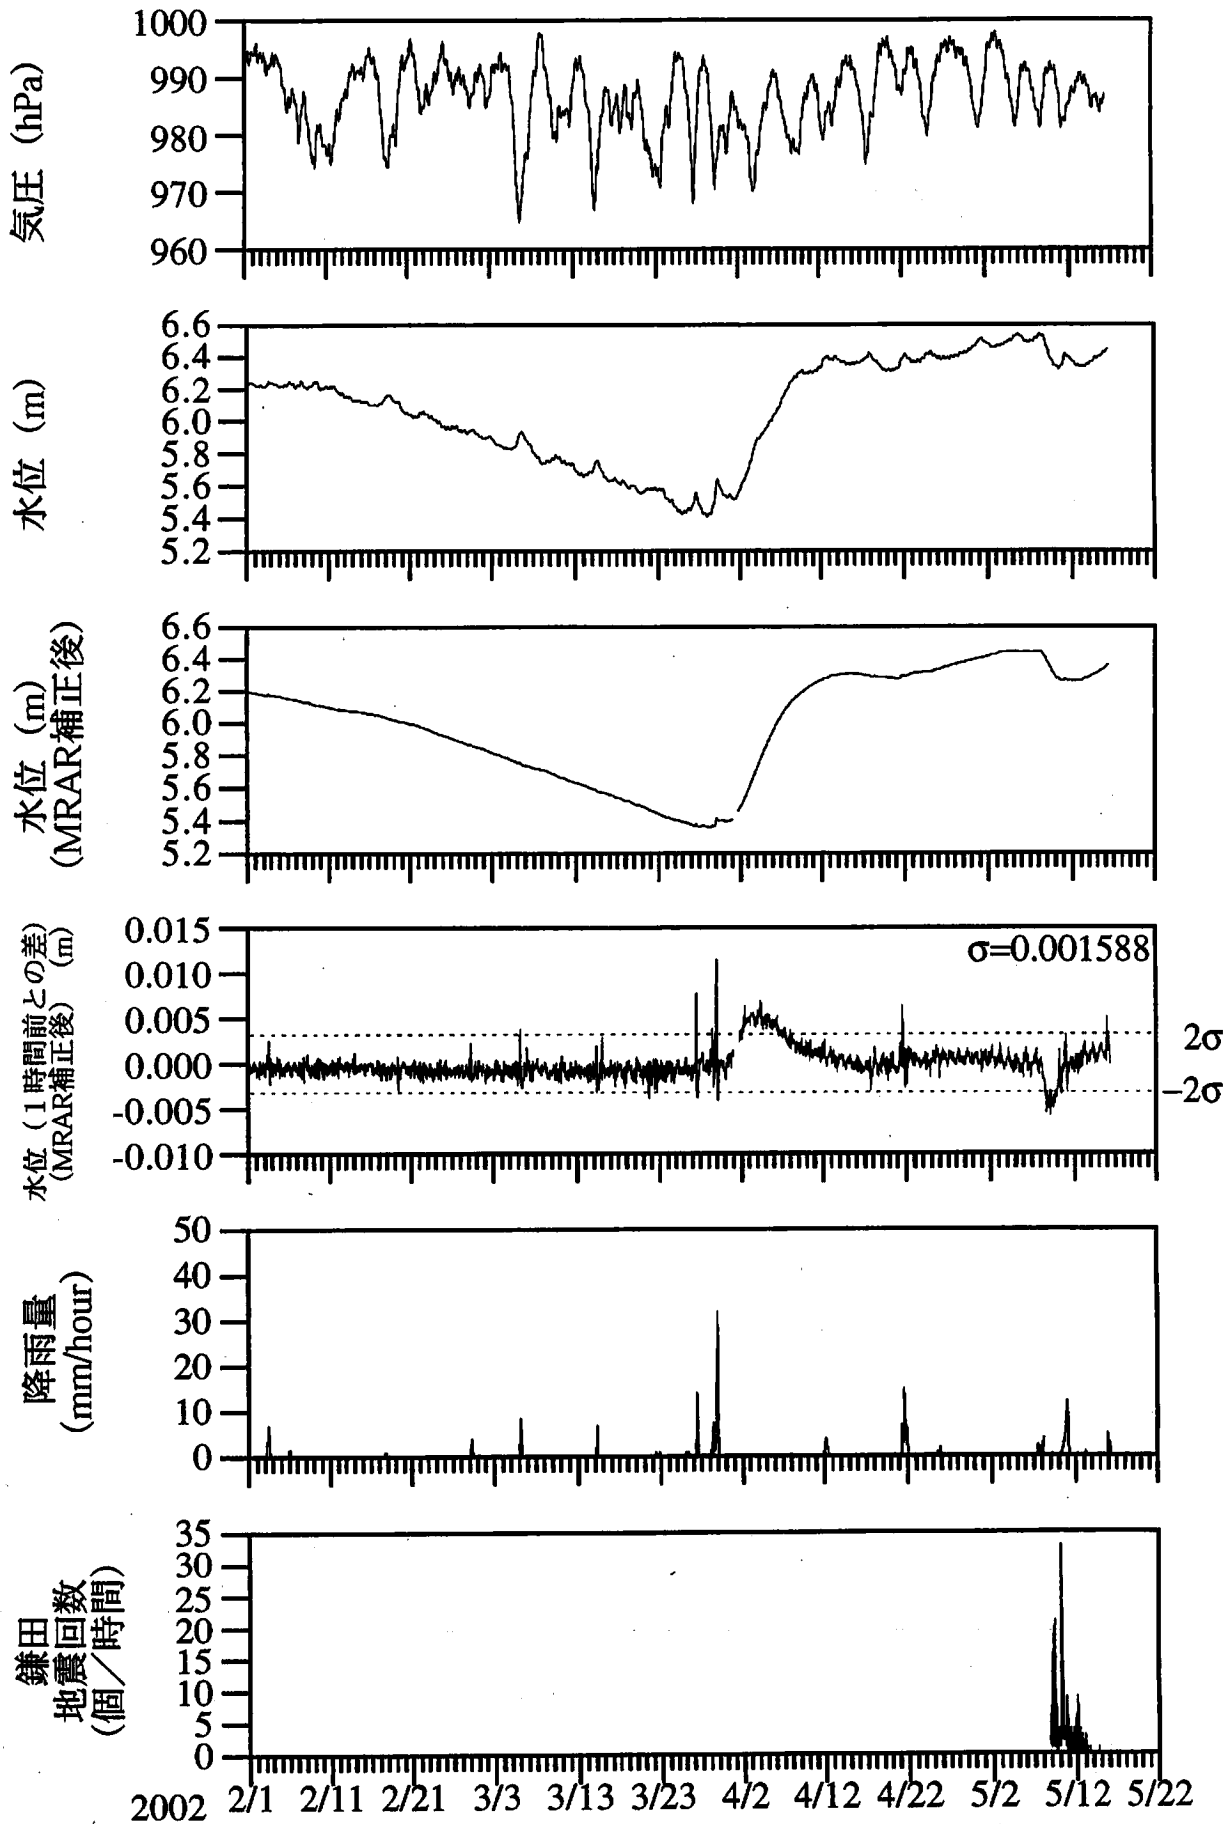 気圧 (hPa)
1000
990
980
970
960
水位 (m)
6.6
6.4
6.2
6.0
5.8
5.6
5.4
5.2
水位 (m)
(MRAR補正後)
6.6
6.4
6.2
6.0
5.8
5.6
5.4
5.2
水位 (1時間前との差)
(MRAR補正後) (m)
0.015
0.010
0.005
0.000
-0.005
-0.010
σ=0.001588
2σ
−2σ
降雨量
(mm/hour)
50
40
30
20
10
0
鎌田
地震回数
(個/時間)
35
30
25
20
15
10
5
0
2002 2/1 2/11 2/21 3/3 3/13 3/23 4/2 4/12 4/22 5/2 5/12 5/22